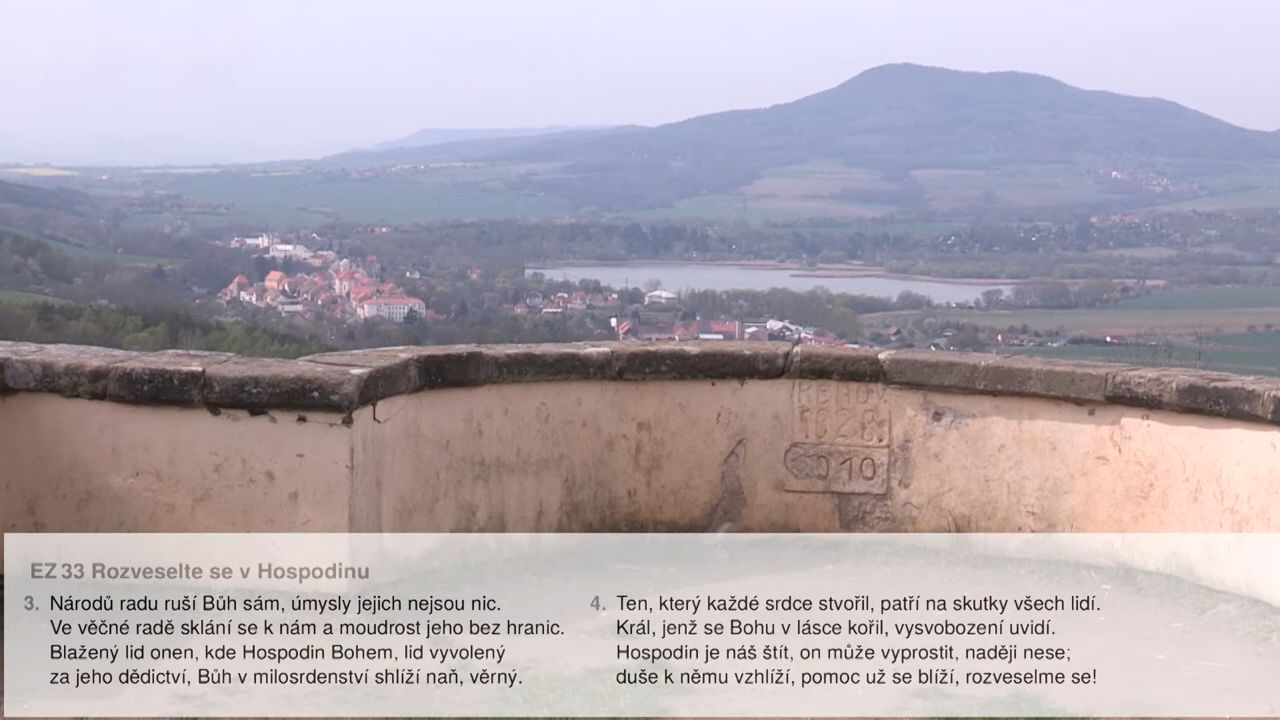 RENOV.
1828
2010
EZ 33 Rozveselte se v Hospodinu
3. Národů radu ruší Bůh sám, úmysly jejich nejsou nic.
Ve věčné radě sklání se k nám a moudrost jeho bez hranic.
Blažený lid onen, kde Hospodin Bohem, lid vyvolený
za jeho dědictví, Bůh v milosrdenství shlíží naň, věrný.
4. Ten, který každé srdce stvořil, patří na skutky všech lidí.
Král, jenž se Bohu v lásce kořil, vysvobození uvidí.
Hospodin je náš štít, on může vyprostit, naději nese;
duše k němu vzhlíží, pomoc už se blíží, rozveselme se!